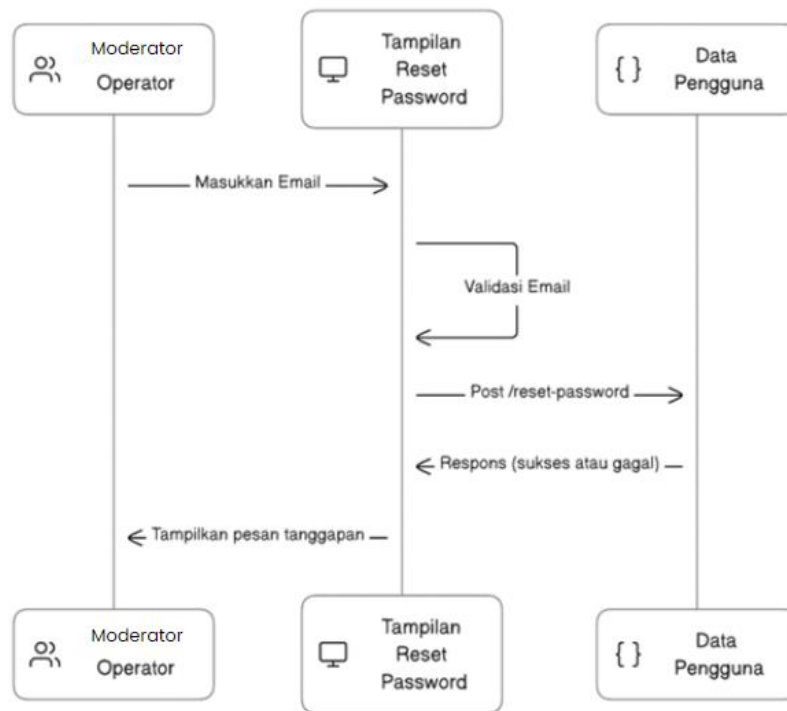 Moderator
Operator
Tampilan
Reset
Password
{ }
Data
Pengguna
Masukkan Email
Validasi Email
Post /reset-password
Respons (sukses atau gagal)
Tampilkan pesan tanggapan
Moderator
Operator
Tampilan
Reset
Password
{ }
Data
Pengguna